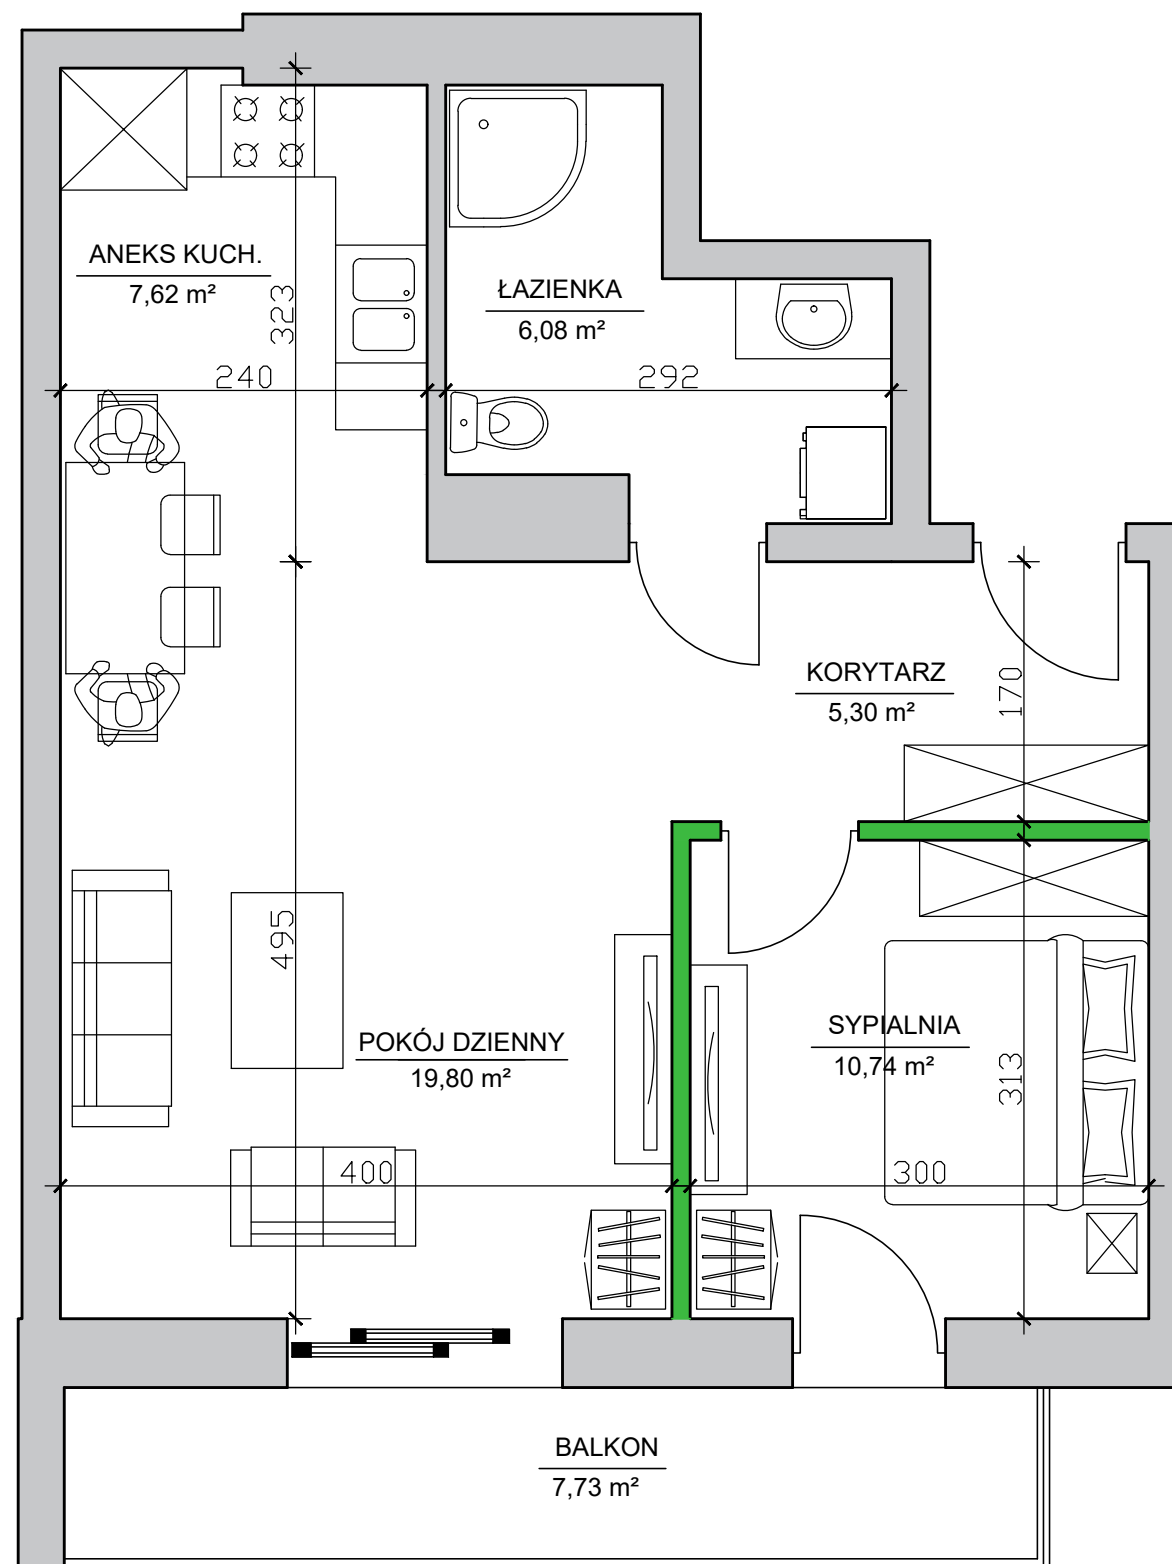 ANEKS KUCH.
7,62 m²
323
240
ŁAZIENKA
6,08 m²
292
KORYTARZ
5,30 m²
170
495
POKÓJ DZIENNY
19,80 m²
400
SYPIALNIA
10,74 m²
313
300
BALKON
7,73 m²